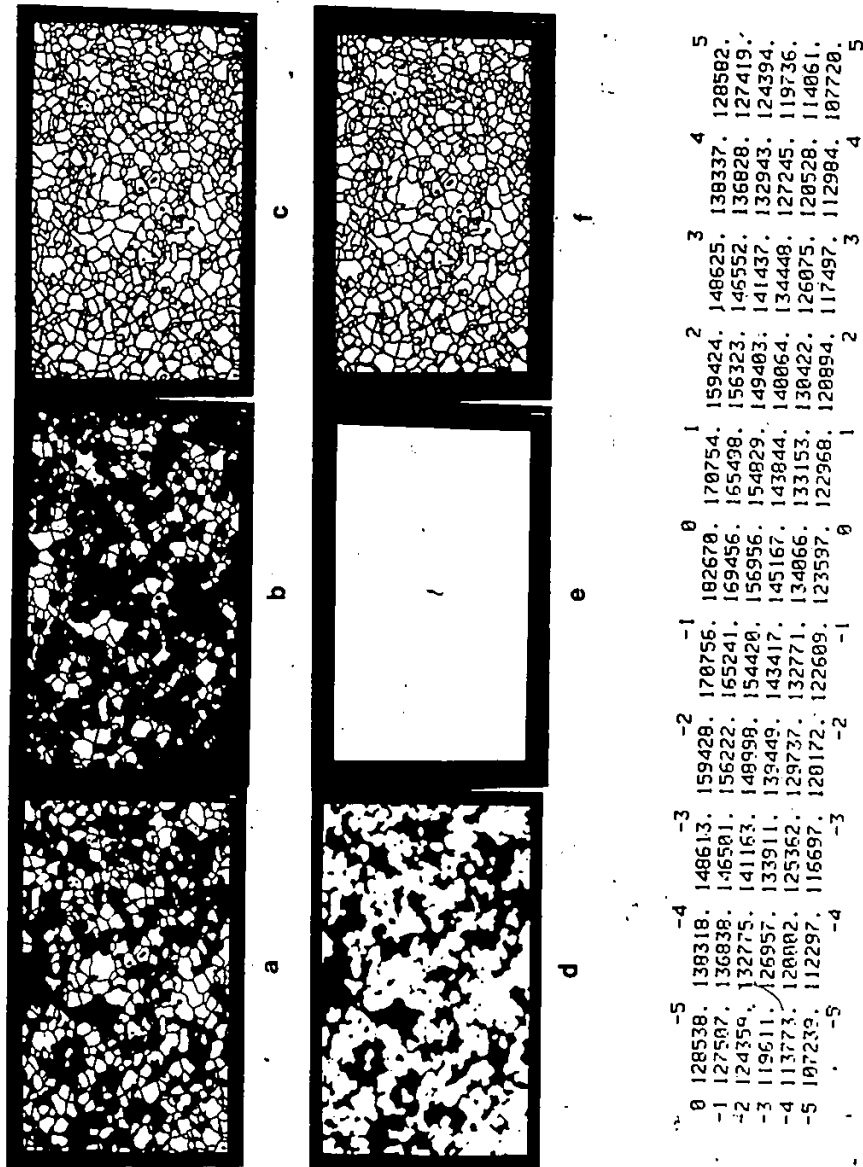 a b c
d e f
-5 -4 -3 -2 -1 0 1 2 3 4 5
0 128538. 138318. 148613. 159428. 170756. 182670. 170754. 159424. 148625. 138337. 128582.
-1 127507. 136838. 146501. 156222. 165241. 169456. 165498. 156323. 146552. 136828. 127419.
-2 124359. 132775. 141163. 148998. 154420. 156956. 154829. 149403. 141437. 132943. 124394.
-3 119611. 126957. 133911. 139449. 143417. 145167. 143844. 140064. 134448. 127245. 119736.
-4 113773. 120002. 125362. 129737. 132771. 134066. 133153. 130422. 126075. 120528. 114061.
-5 107239. 112297. 116697. 120172. 122609. 123597. 122968. 120894. 117497. 112984. 107720.
-5 -4 -3 -2 -1 0 1 2 3 4 5